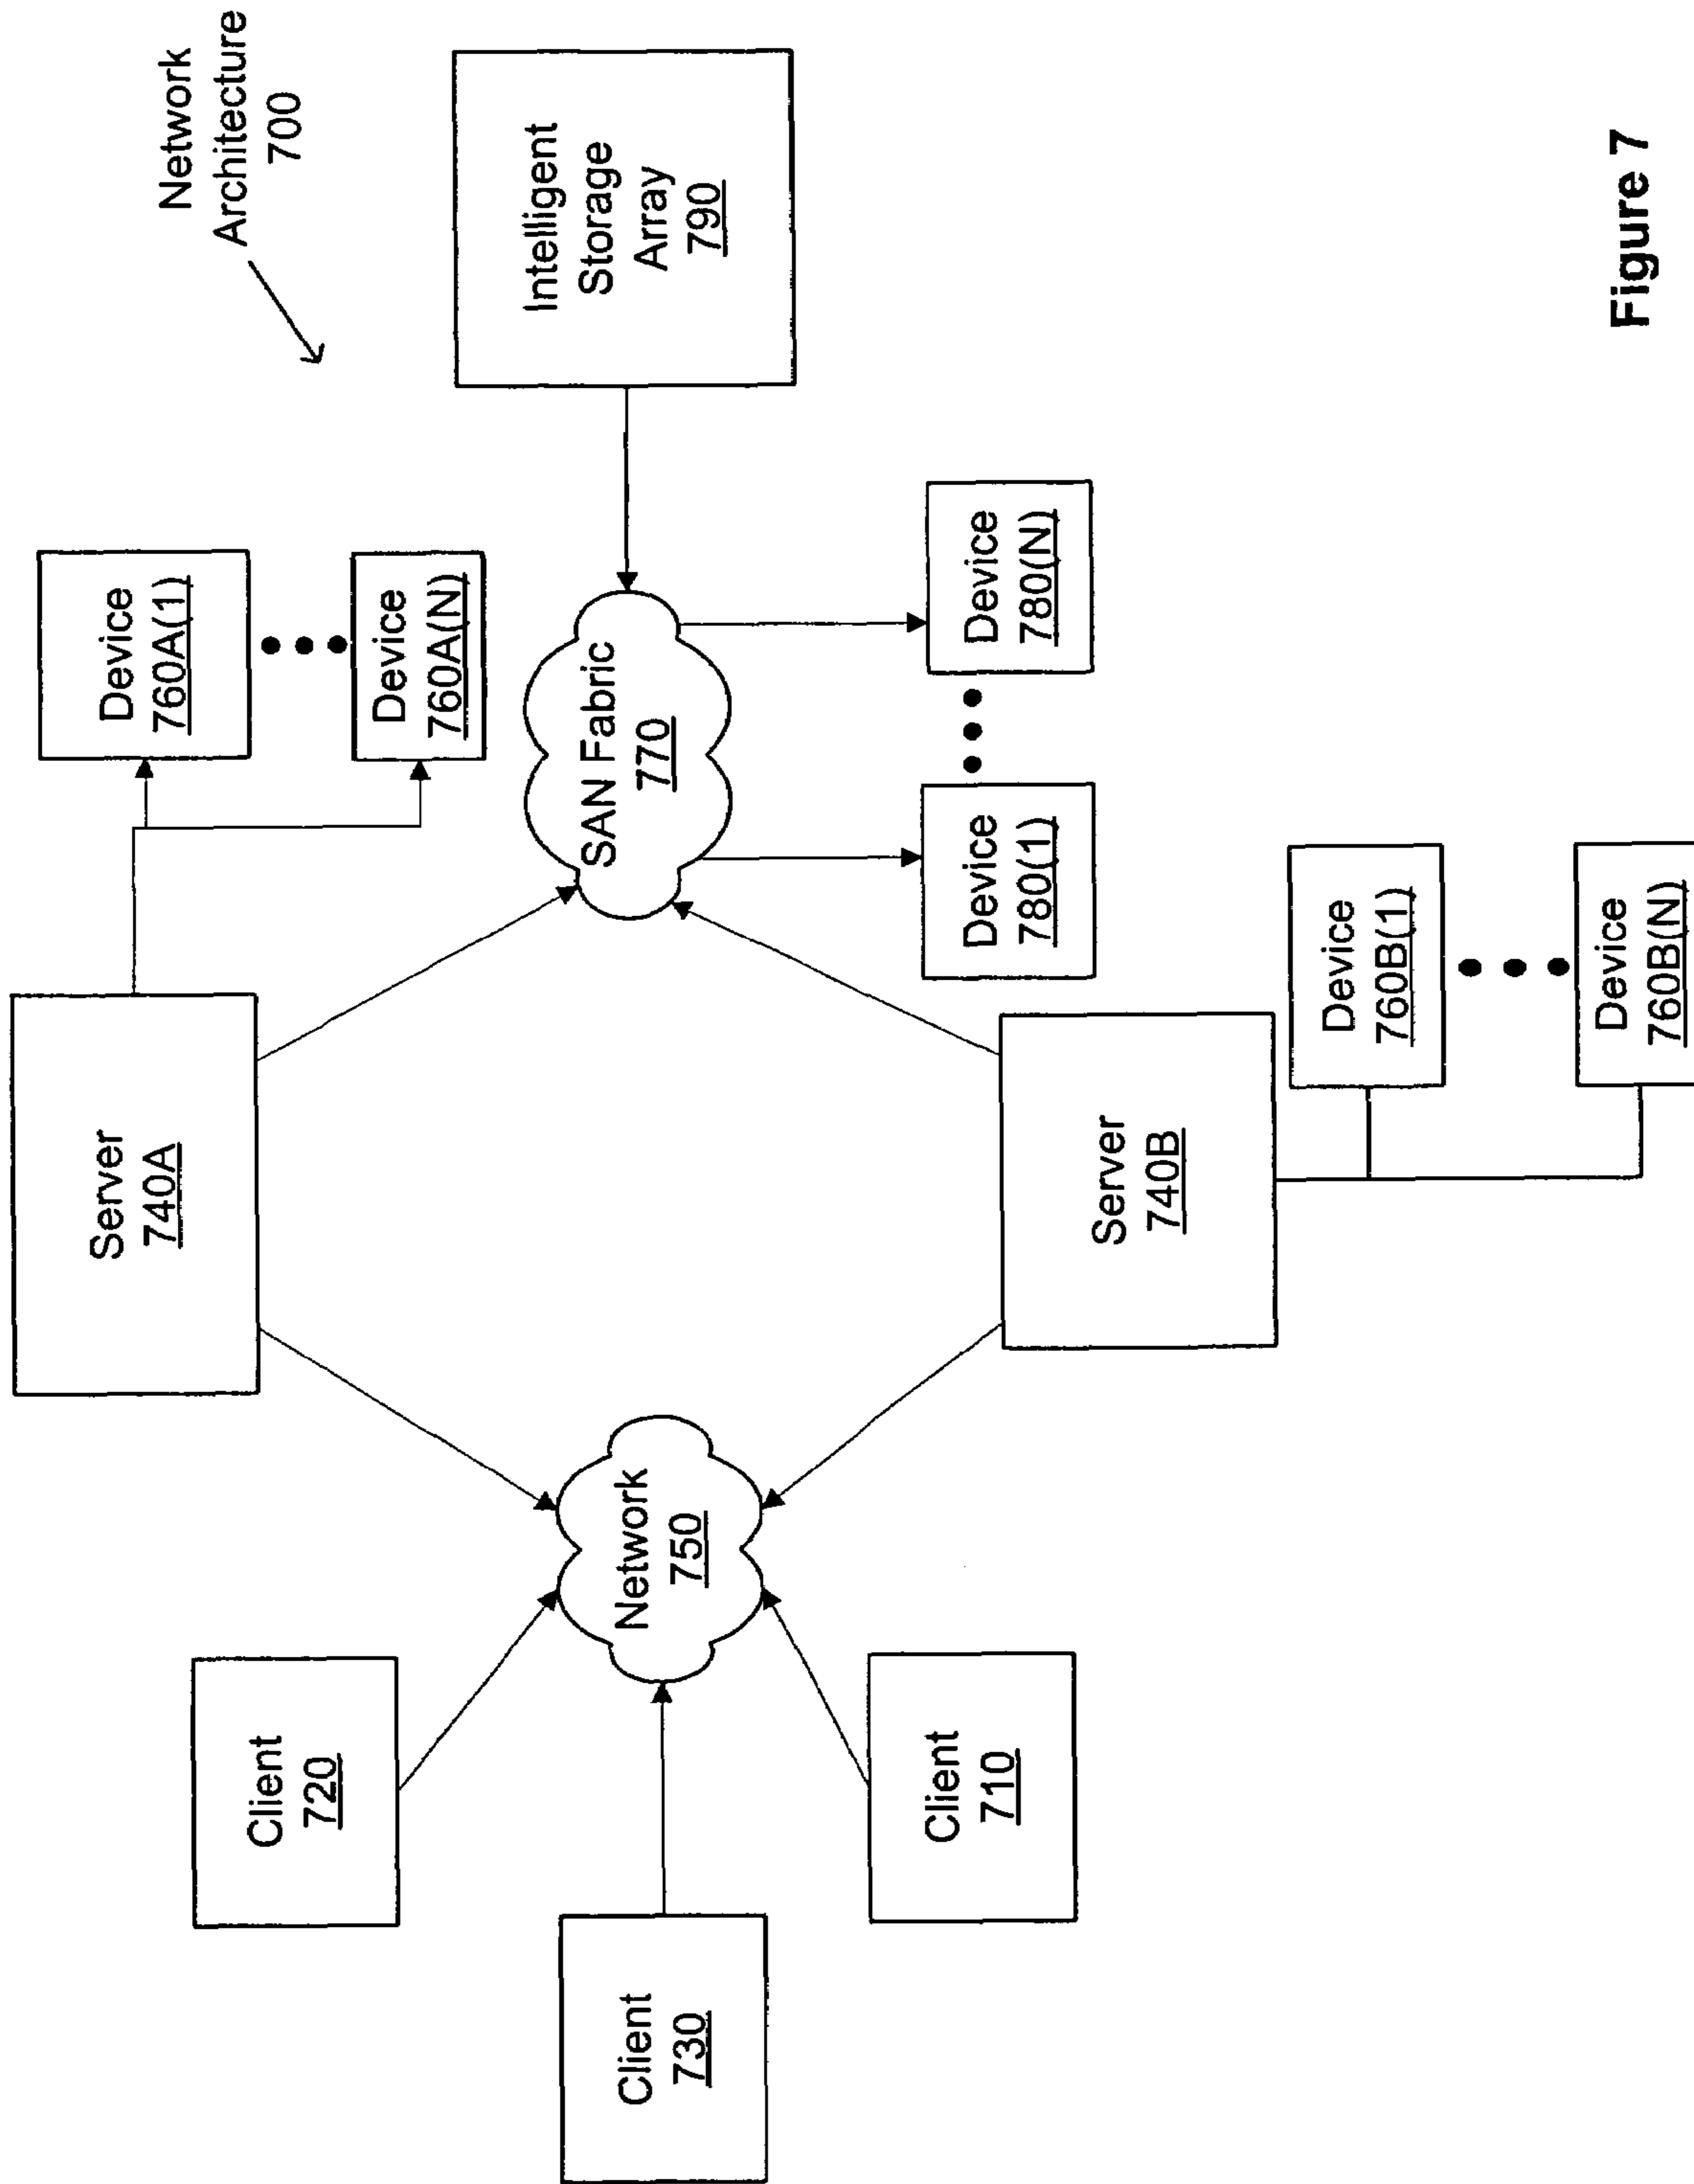 Network
Architecture
700
Server
740A
Device
760A(1)
Device
760A(N)
Intelligent
Storage
Array
790
SAN Fabric
770
Client
720
Network
750
Client
730
Client
710
Device
780(1)
Device
780(N)
Server
740B
Device
760B(1)
Device
760B(N)
Figure 7